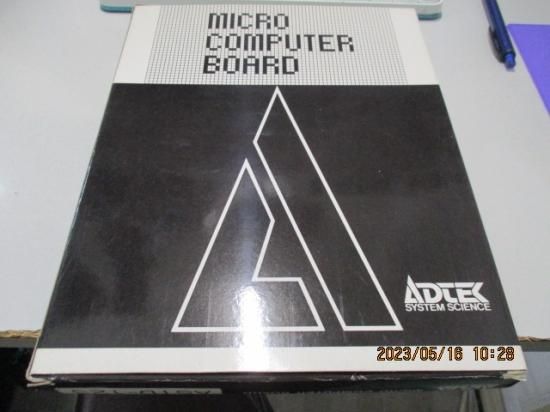 MICRO
COMPUTER
BOARD
ADTEK
SYSTEM SCIENCE
2023/05/16 10:28